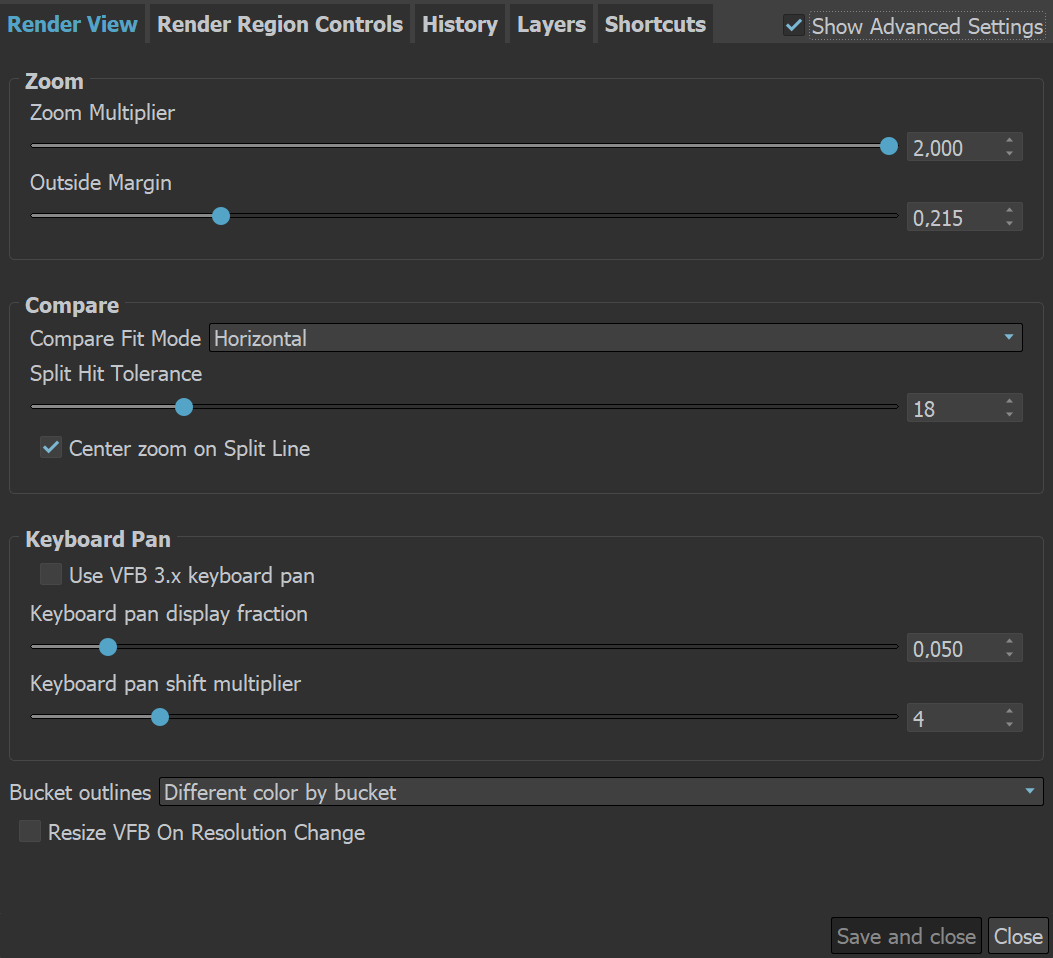 Render View Render Region Controls History Layers Shortcuts Show Advanced Settings
Zoom
Zoom Multiplier
2,000
Outside Margin
0,215
Compare
Compare Fit Mode Horizontal
Split Hit Tolerance
18
Center zoom on Split Line
Keyboard Pan
Use VFB 3.x keyboard pan
Keyboard pan display fraction
0,050
Keyboard pan shift multiplier
4
Bucket outlines Different color by bucket
Resize VFB On Resolution Change
Save and close Close